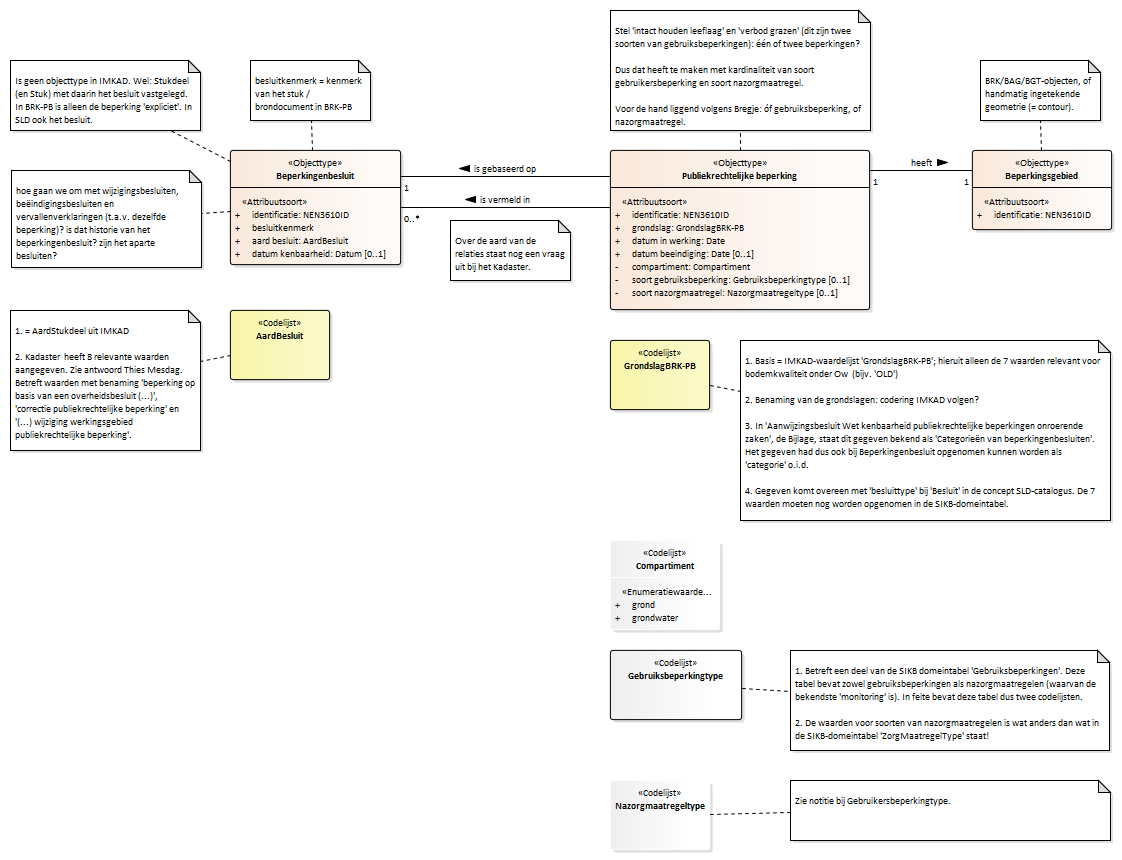 Is geen objecttype in IMKAD. Wel: Stukdeel
(en Stuk) met daarin het besluit vastgelegd.
In BRK-PB is alleen de beperking 'expliciet'. In
SLD ook het besluit.
besluitkenmerk = kenmerk
van het stuk /
brondocument in BRK-PB
Stel 'intact houden leeflaag' en 'verbod grazen' (dit zijn twee
soorten van gebruiksbeperkingen): één of twee beperkingen?
Dus dat heeft te maken met kardinaliteit van soort
gebruikersbeperking en soort nazorgmaatregel.
Voor de hand liggend volgens Bregje: óf gebruiksbeperking, of
nazorgmaatregel.
BRK/BAG/BGT-objecten, of
handmatig ingetekende
geometrie (= contour).
hoe gaan we om met wijzigingsbesluiten,
beëindigingsbesluiten en
vervallenverklaringen (t.a.v. dezelfde
beperking)? is dat historie van het
beperkingenbesluit? zijn het aparte
besluiten?
«Objecttype»
Beperkingenbesluit
«Attribuutsoort»
+ identificatie: NEN3610ID
+ besluitkenmerk
+ aard besluit: AardBesluit
+ datum kenbaarheid: Datum [0..1]
is gebaseerd op
1
is vermeld in
0..*
Over de aard van de
relaties staat nog een vraag
uit bij het Kadaster.
«Objecttype»
Publiekrechtelijke beperking
«Attribuutsoort»
+ identificatie: NEN3610ID
+ grondslag: GrondslagBRK-PB
+ datum in werking: Date
+ datum beeindiging: Date [0..1]
- compartiment: Compartiment
- soort gebruiksbeperking: Gebruiksbeperkingtype [0..1]
- soort nazorgmaatregel: Nazorgmaatregeltype [0..1]
heeft
1
1
«Objecttype»
Beperkingsgebied
«Attribuutsoort»
+ identificatie: NEN3610ID
1. = AardStukdeel uit IMKAD
2. Kadaster heeft 8 relevante waarden
aangegeven. Zie antwoord Thies Mesdag.
Betreft waarden met benaming 'beperking op
basis van een overheidsbesluit (...)',
'correctie publiekrechtelijke beperking' en
'(...) wijziging werkingsgebied
publiekrechtelijke beperking'.
«Codelijst»
AardBesluit
«Codelijst»
GrondslagBRK-PB
1. Basis = IMKAD-waardelijst 'GrondslagBRK-PB'; hieruit alleen de 7 waarden relevant voor
bodemkwaliteit onder Ow (bijv. 'OLD')
2. Benaming van de grondslagen: codering IMKAD volgen?
3. In 'Aanwijzingsbesluit Wet kenbaarheid publiekrechtelijke beperkingen onroerende
zaken', de Bijlage, staat dit gegeven bekend als 'Categorieën van beperkingenbesluiten'.
Het gegeven had dus ook bij Beperkingenbesluit opgenomen kunnen worden als
'categorie' o.i.d.
4. Gegeven komt overeen met 'besluittype' bij 'Besluit' in de concept SLD-catalogus. De 7
waarden moeten nog worden opgenomen in de SIKB-domeintabel.
«Codelijst»
Compartiment
«Enumeratiewaarde...
+ grond
+ grondwater
«Codelijst»
Gebruiksbeperkingtype
1. Betreft een deel van de SIKB domeintabel 'Gebruiksbeperkingen'. Deze
tabel bevat zowel gebruiksbeperkingen als nazorgmaatregelen (waarvan de
bekendste 'monitoring' is). In feite bevat deze tabel dus twee codelijsten.
2. De waarden voor soorten van nazorgmaatregelen is wat anders dan wat in
de SIKB-domeintabel 'ZorgMaatregelType' staat!
«Codelijst»
Nazorgmaatregeltype
Zie notitie bij Gebruikersbeperkingtype.